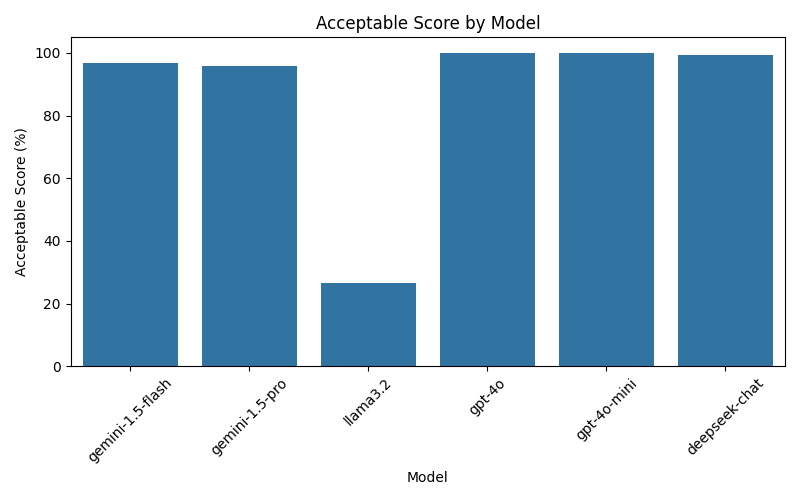 Acceptable Score by Model
Acceptable Score (%)
100
80
60
40
20
0
gemini-1.5-flash
gemini-1.5-pro
llama3.2
gpt-4o
gpt-4o-mini
deepseek-chat
Model